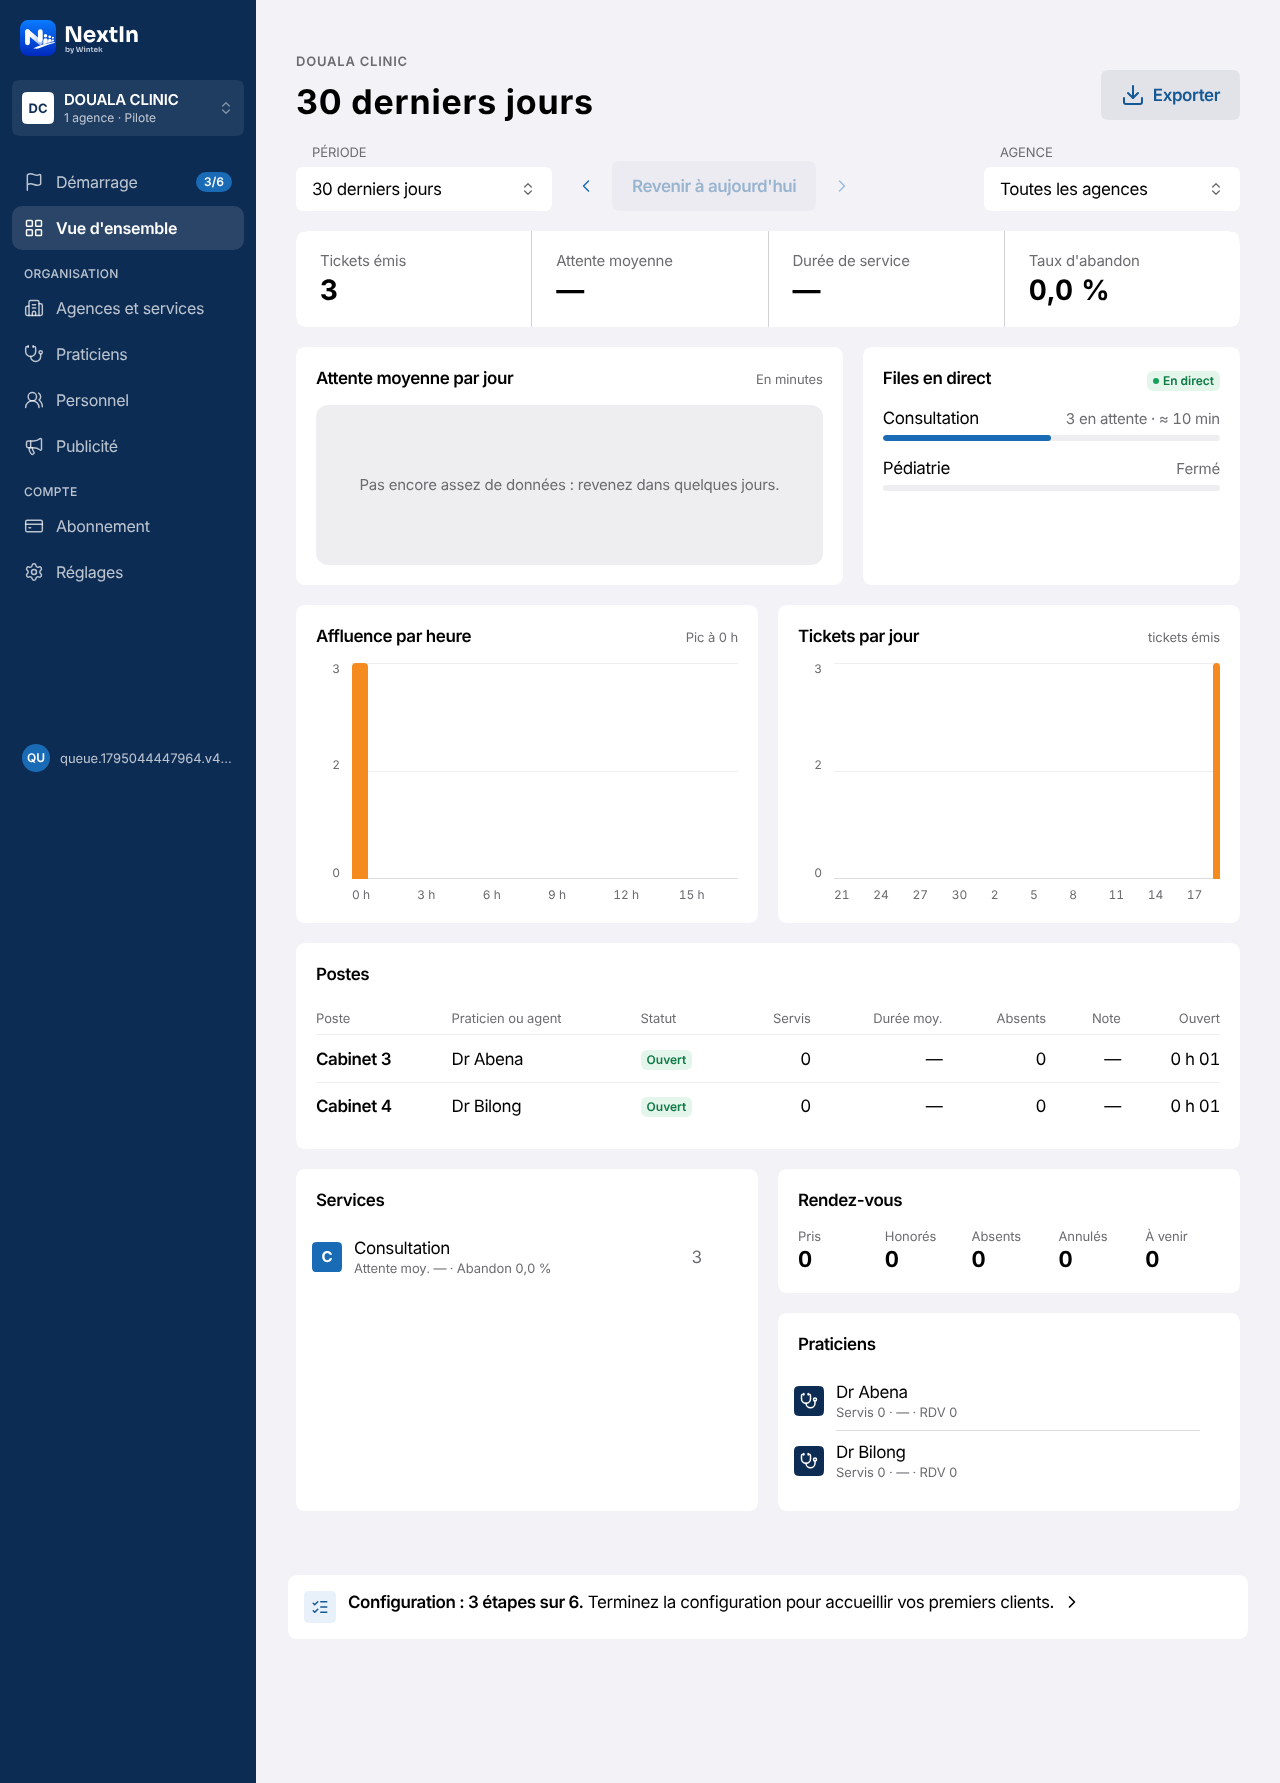 NextIn
by Wintek
DC
DOUALA CLINIC
1 agence · Pilote
Démarrage
3/6
Vue d'ensemble
ORGANISATION
Agences et services
Praticiens
Personnel
Publicité
COMPTE
Abonnement
Réglages
QU
queue.1795044447964.v4...
DOUALA CLINIC
30 derniers jours
Exporter
PÉRIODE
30 derniers jours
Revenir à aujourd'hui
AGENCE
Toutes les agences
Tickets émis
3
Attente moyenne
—
Durée de service
—
Taux d'abandon
0,0 %
Attente moyenne par jour
En minutes
Pas encore assez de données : revenez dans quelques jours.
Files en direct
En direct
Consultation
3 en attente · ≈ 10 min
Pédiatrie
Fermé
Affluence par heure
Pic à 0 h
3
2
0
0 h 3 h 6 h 9 h 12 h 15 h
Tickets par jour
tickets émis
3
2
0
21 24 27 30 2 5 8 11 14 17
Postes
Poste Praticien ou agent Statut Servis Durée moy. Absents Note Ouvert
Cabinet 3 Dr Abena Ouvert 0 — 0 — 0 h 01
Cabinet 4 Dr Bilong Ouvert 0 — 0 — 0 h 01
Services
C
Consultation
Attente moy. — · Abandon 0,0 %
3
Rendez-vous
Pris Honorés Absents Annulés À venir
0 0 0 0 0
Praticiens
Dr Abena
Servis 0 · — · RDV 0
Dr Bilong
Servis 0 · — · RDV 0
Configuration : 3 étapes sur 6. Terminez la configuration pour accueillir vos premiers clients.